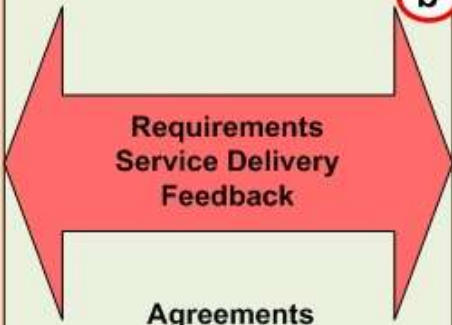 b
Requirements
Service Delivery
Feedback
Agreements